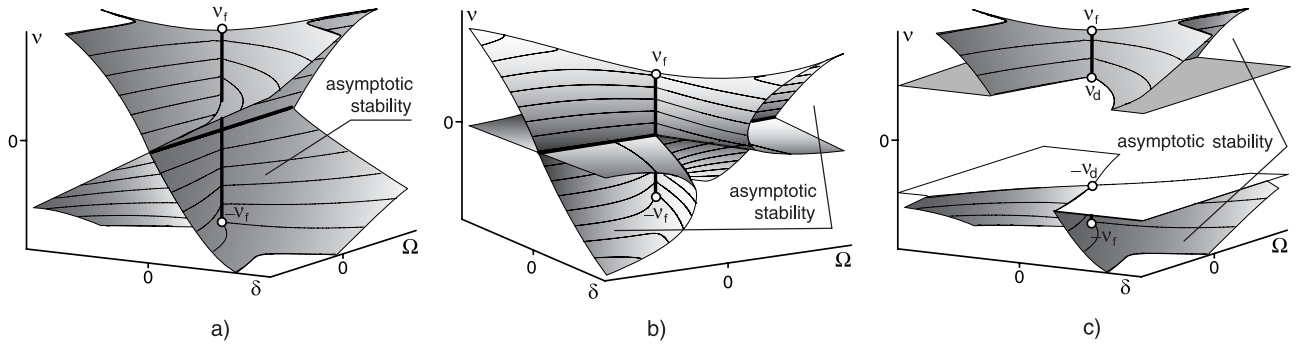 ν
ν_f
asymptotic
stability
0
−ν_f
Ω
0
0
δ
a)
ν
ν_f
0
asymptotic
stability
−ν_f
0
0
Ω
δ
b)
ν
ν_f
ν_d
0
asymptotic stability
−ν_d
−ν_f
Ω
0
0
δ
c)